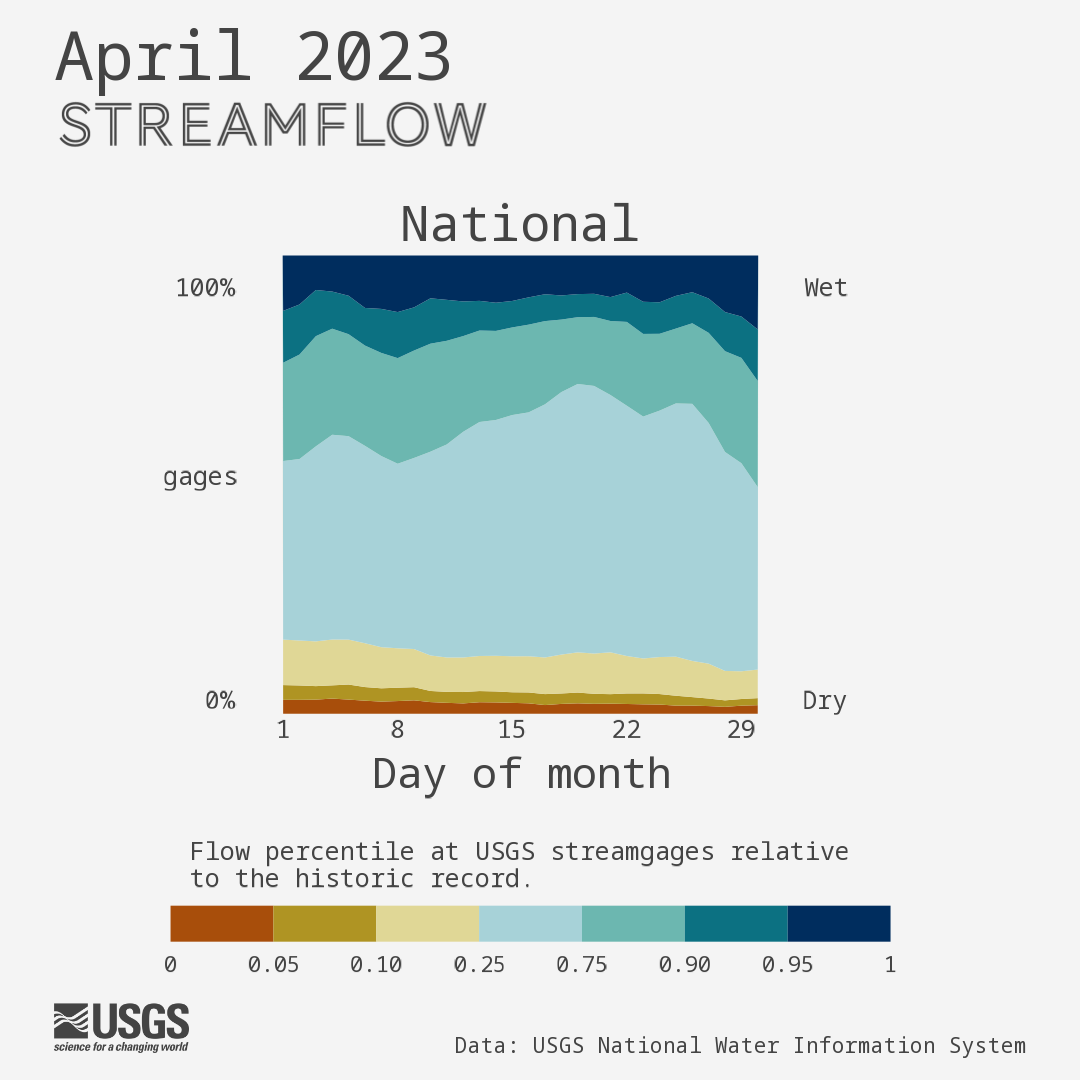 April 2023
STREAMFLOW
National
100%
Wet
gages
0%
Dry
1 8 15 22 29
Day of month
Flow percentile at USGS streamgages relative
to the historic record.
0 0.05 0.10 0.25 0.75 0.90 0.95 1
USGS
science for a changing world
Data: USGS National Water Information System